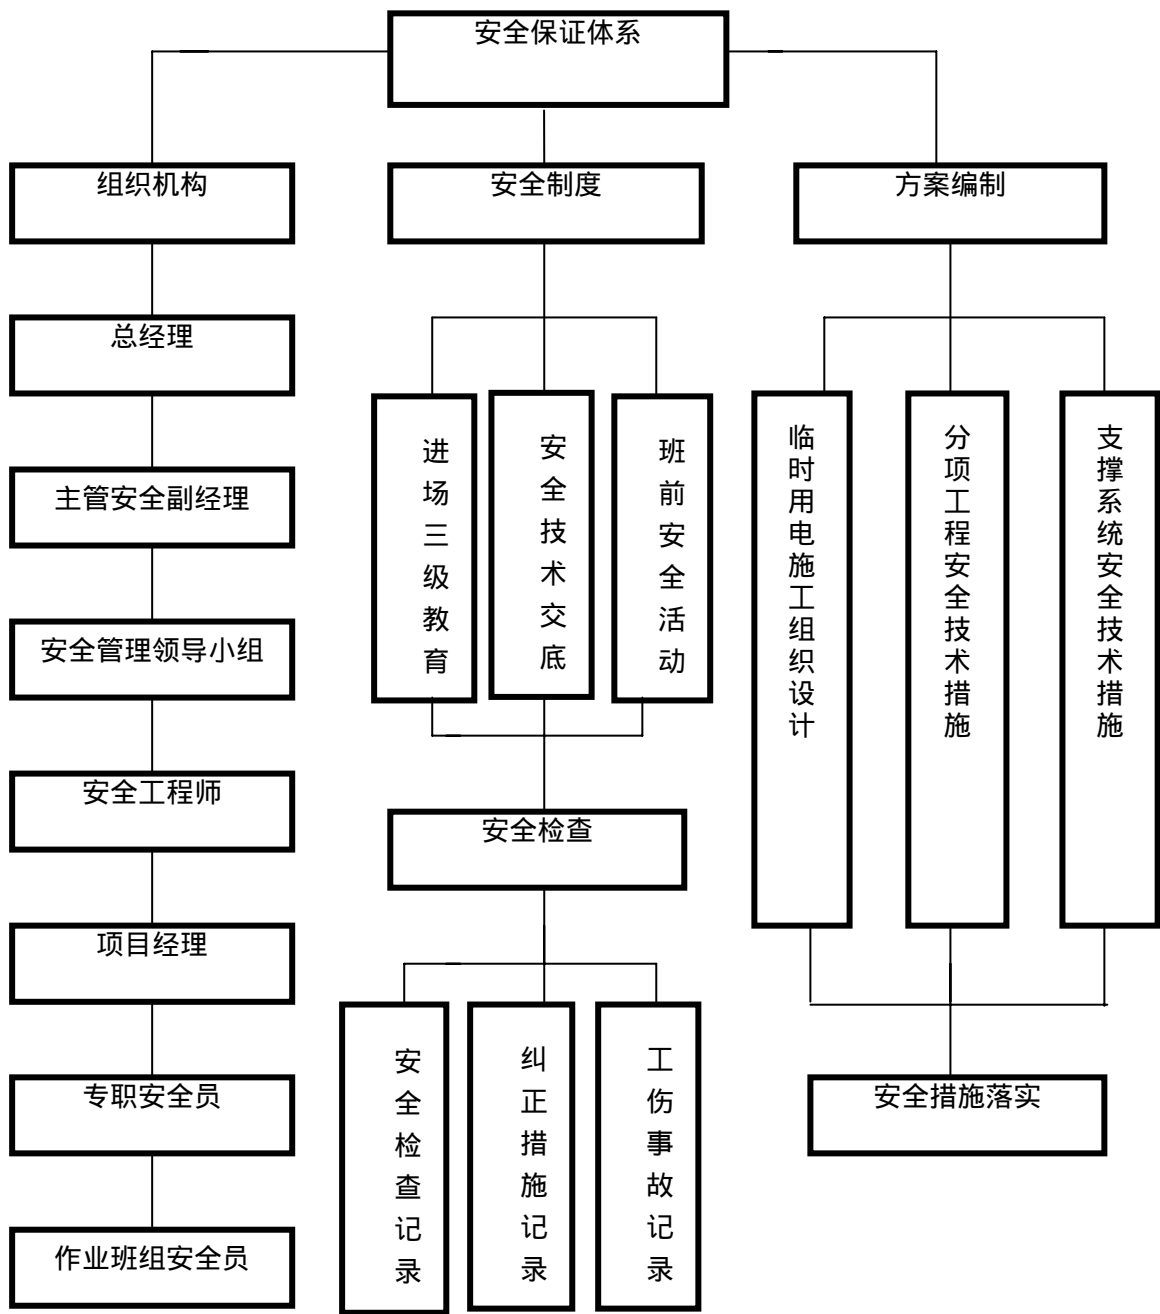 安全保证体系
组织机构
安全制度
方案编制
总经理
主管安全副经理
安全管理领导小组
安全工程师
项目经理
专职安全员
作业班组安全员
进场三级教育
安全技术交底
班前安全活动
安全检查
安全检查记录
纠正措施记录
工伤事故记录
临时用电施工组织设计
分项工程安全技术措施
支撑系统安全技术措施
安全措施落实